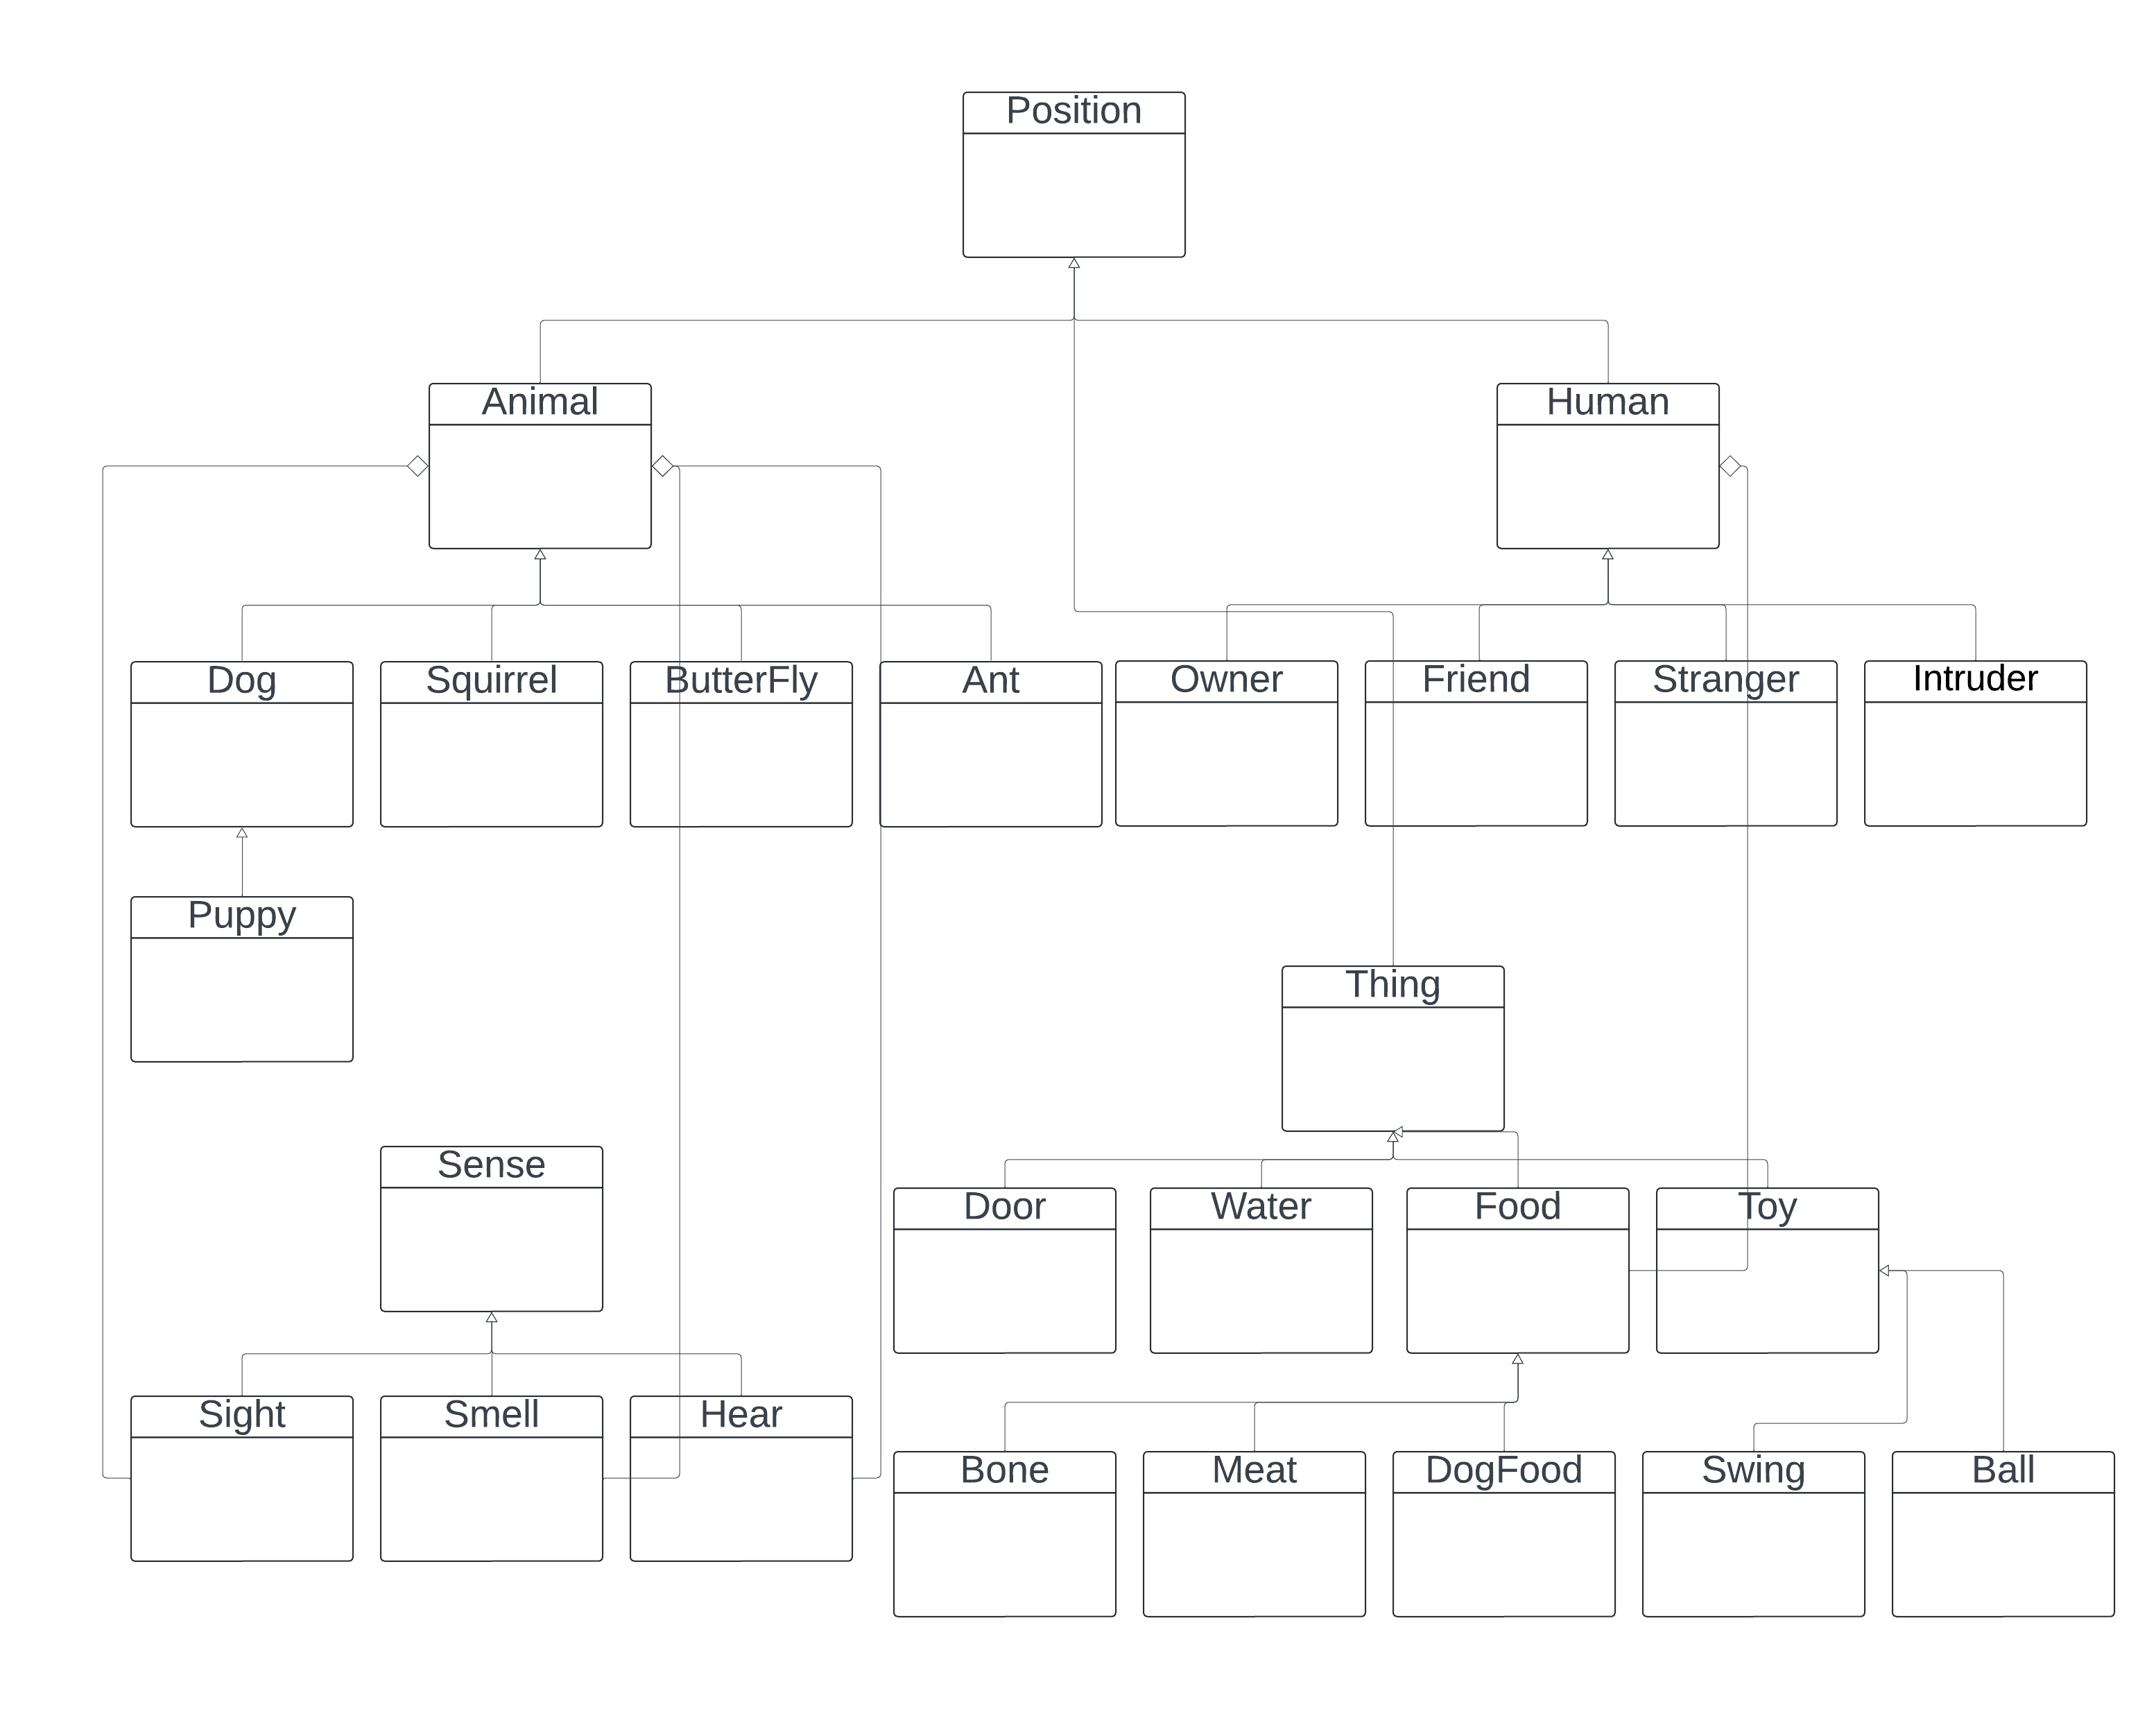 Position
Animal
Human
Dog
Squirrel
ButterFly
Ant
Owner
Friend
Stranger
Intruder
Puppy
Thing
Sense
Door
Water
Food
Toy
Sight
Smell
Hear
Bone
Meat
DogFood
Swing
Ball